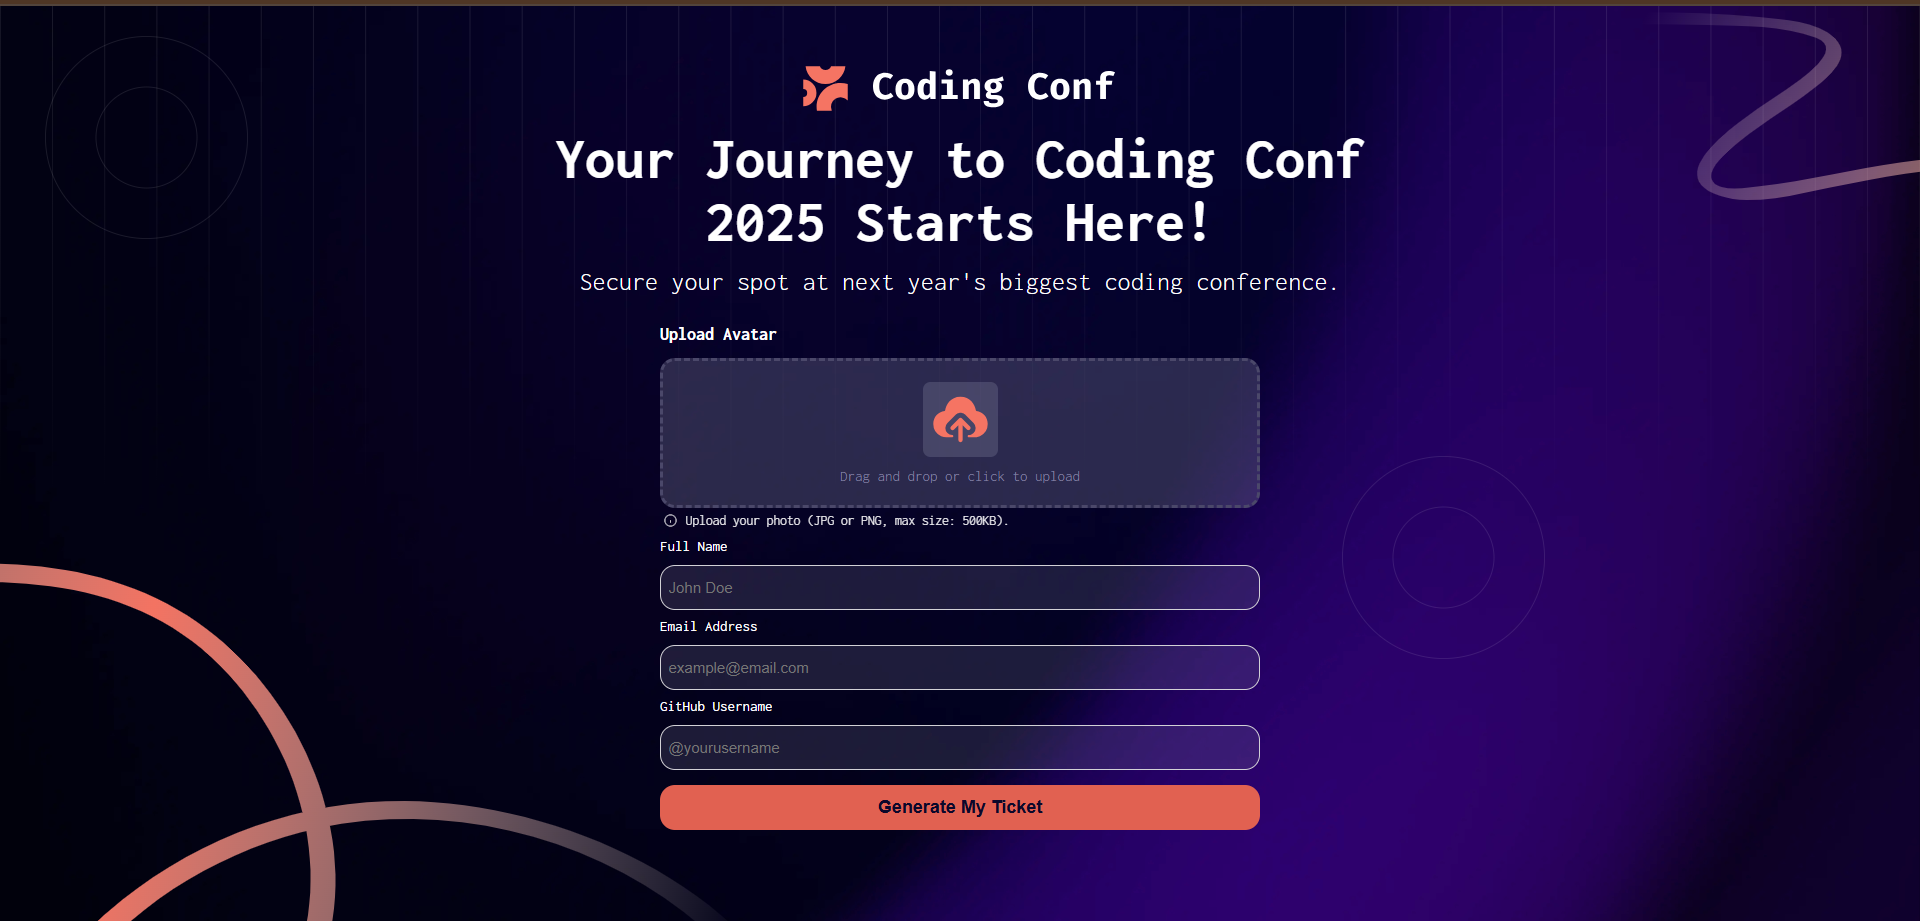 Coding Conf
Your Journey to Coding Conf
2025 Starts Here!
Secure your spot at next year's biggest coding conference.
Upload Avatar
Drag and drop or click to upload
Upload your photo (JPG or PNG, max size: 500KB).
Full Name
John Doe
Email Address
example@email.com
GitHub Username
@yourusername
Generate My Ticket